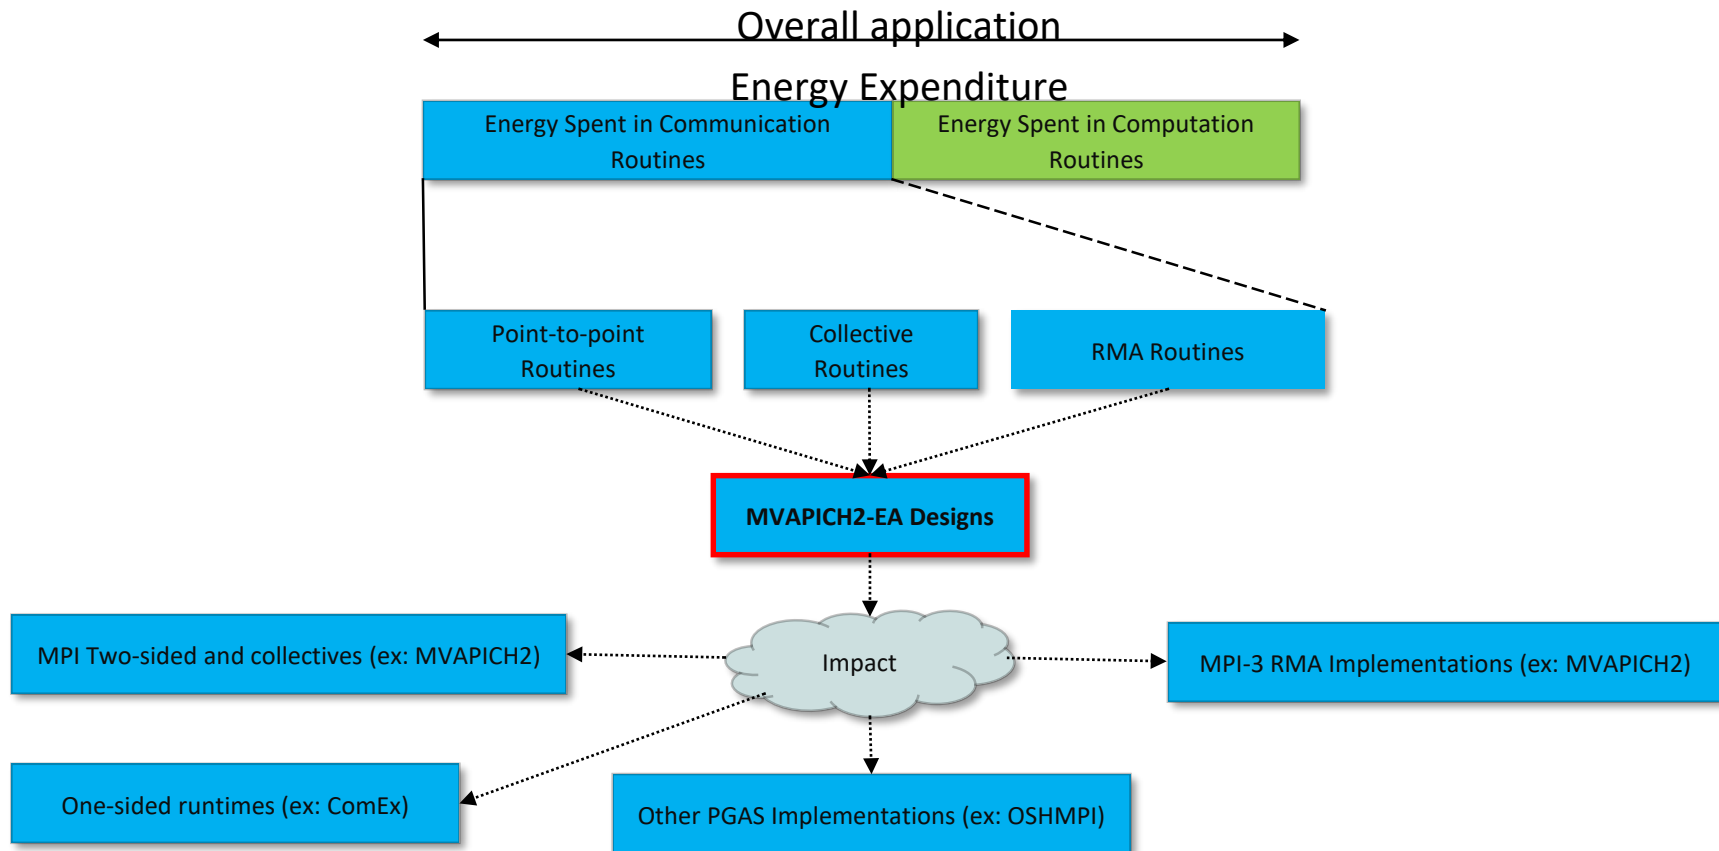 Overall application
Energy Expenditure
Energy Spent in Communication
Routines
Energy Spent in Computation
Routines
Point-to-point
Routines
Collective
Routines
RMA Routines
MVAPICH2-EA Designs
Impact
MPI Two-sided and collectives (ex: MVAPICH2)
MPI-3 RMA Implementations (ex: MVAPICH2)
One-sided runtimes (ex: ComEx)
Other PGAS Implementations (ex: OSHMPI)